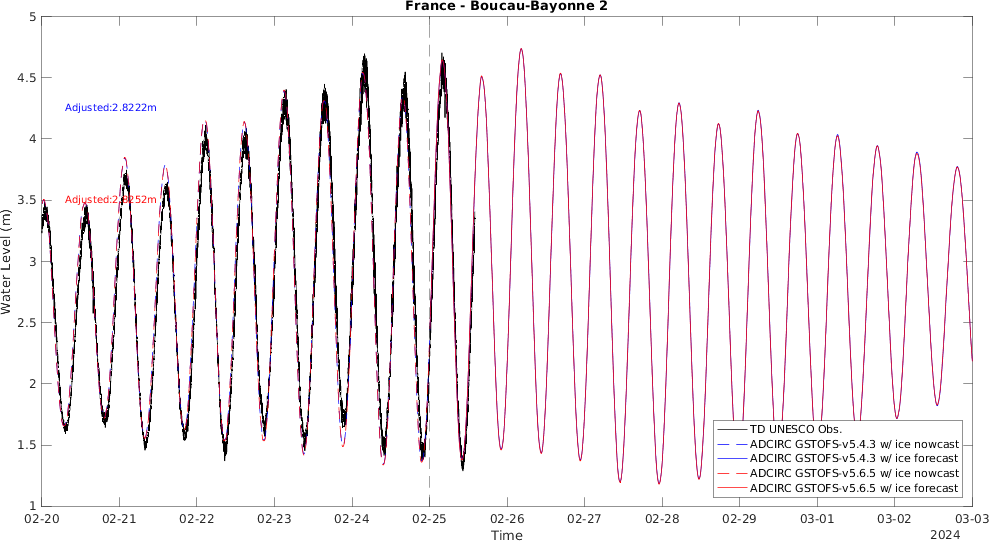 France - Boucau-Bayonne 2
5
4.5
4
3.5
3
2.5
2
1.5
1
Water Level (m)
Adjusted:2.8222m
Adjusted:2.8252m
TD UNESCO Obs.
ADCIRC GSTOFS-v5.4.3 w/ ice nowcast
ADCIRC GSTOFS-v5.4.3 w/ ice forecast
ADCIRC GSTOFS-v5.6.5 w/ ice nowcast
ADCIRC GSTOFS-v5.6.5 w/ ice forecast
02-20 02-21 02-22 02-23 02-24 02-25 02-26 02-27 02-28 02-29 03-01 03-02 03-03
Time
2024